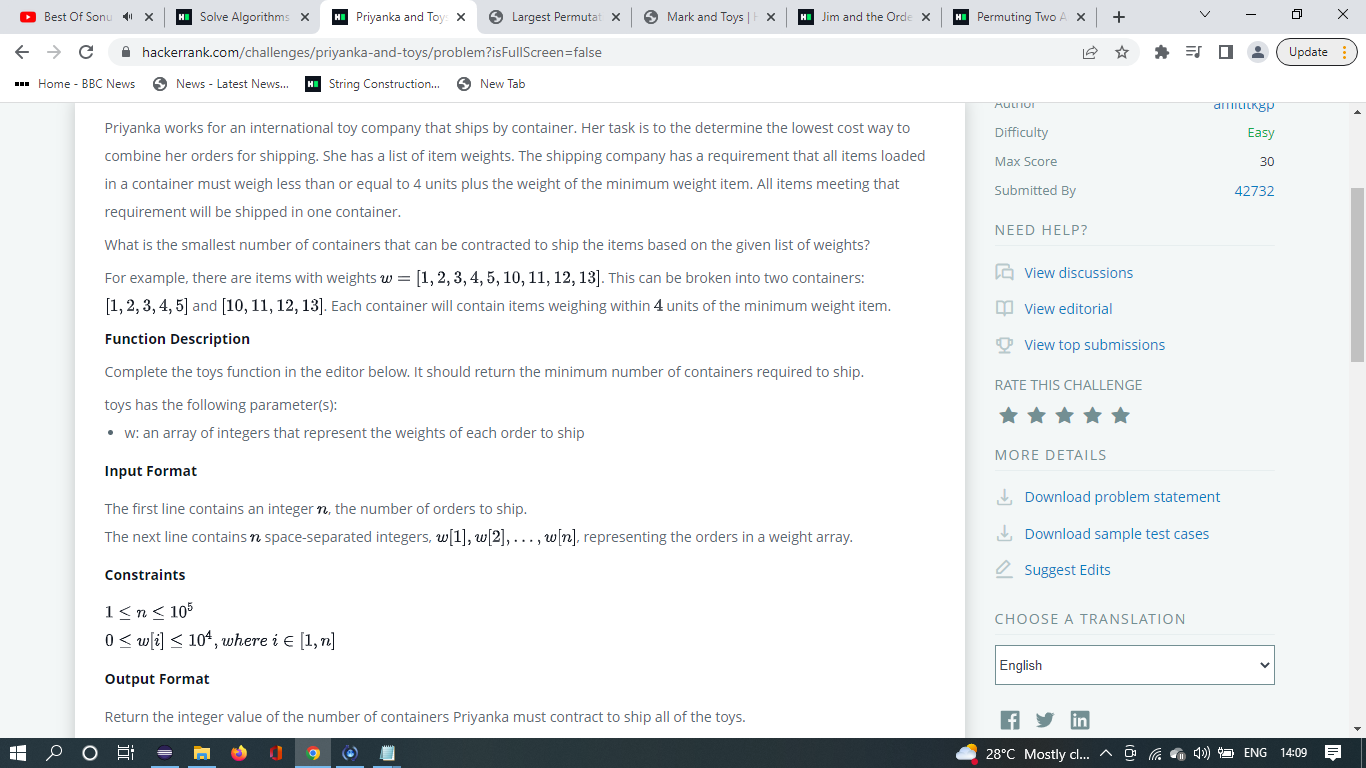 Best Of Sonu
Solve Algorithms
Priyanka and Toy
Largest Permutat
Mark and Toys | H
Jim and the Orde
Permuting Two A
hackerrank.com/challenges/priyanka-and-toys/problem?isFullScreen=false
Update
Home - BBC News
News - Latest News...
String Construction...
New Tab
Priyanka works for an international toy company that ships by container. Her task is to the determine the lowest cost way to
combine her orders for shipping. She has a list of item weights. The shipping company has a requirement that all items loaded
in a container must weigh less than or equal to 4 units plus the weight of the minimum weight item. All items meeting that
requirement will be shipped in one container.
What is the smallest number of containers that can be contracted to ship the items based on the given list of weights?
For example, there are items with weights w = [1, 2, 3, 4, 5, 10, 11, 12, 13]. This can be broken into two containers:
[1, 2, 3, 4, 5] and [10, 11, 12, 13]. Each container will contain items weighing within 4 units of the minimum weight item.
Function Description
Complete the toys function in the editor below. It should return the minimum number of containers required to ship.
toys has the following parameter(s):
• w: an array of integers that represent the weights of each order to ship
Input Format
The first line contains an integer n, the number of orders to ship.
The next line contains n space-separated integers, w[1], w[2], . . . , w[n], representing the orders in a weight array.
Constraints
1 ≤ n ≤ 10⁵
0 ≤ w[i] ≤ 10⁴, where i ∈ [1, n]
Output Format
Return the integer value of the number of containers Priyanka must contract to ship all of the toys.
Author
amititkgp
Difficulty
Easy
Max Score
30
Submitted By
42732
NEED HELP?
View discussions
View editorial
View top submissions
RATE THIS CHALLENGE
MORE DETAILS
Download problem statement
Download sample test cases
Suggest Edits
CHOOSE A TRANSLATION
English
28°C Mostly cl...
ENG
14:09